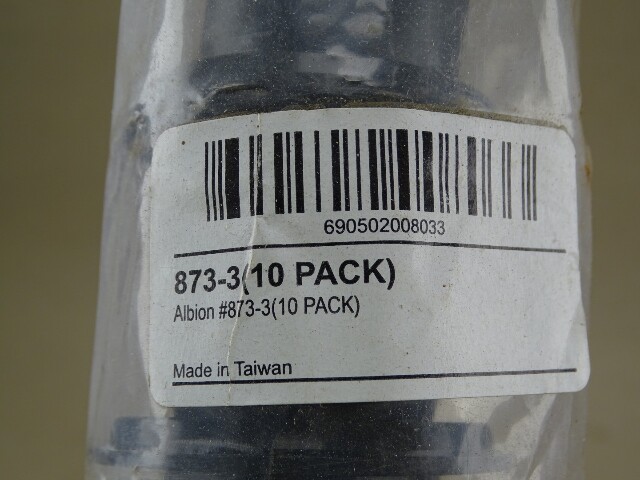 690502008033
873-3(10 PACK)
Albion #873-3(10 PACK)
Made in Taiwan